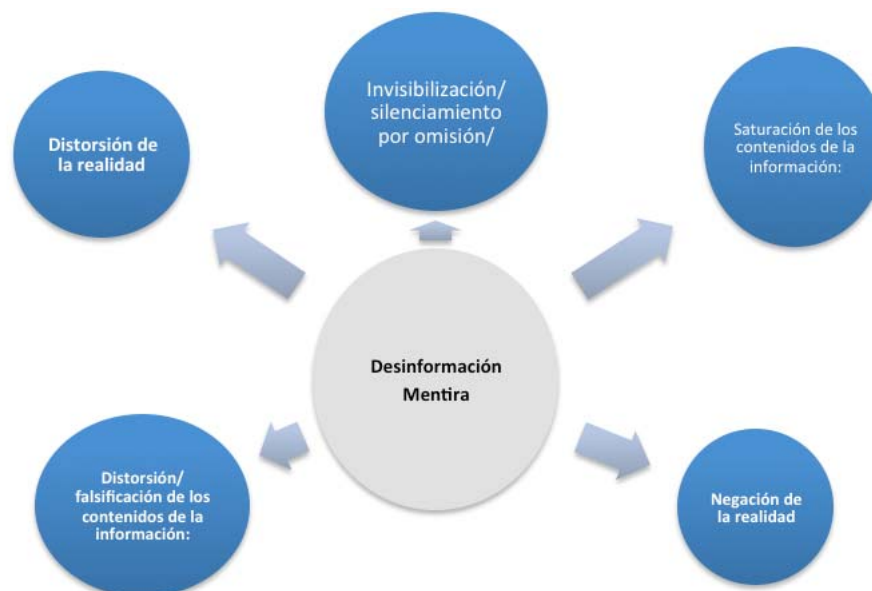 Invisibilización/
silenciamiento
por omisión/
Distorsión de
la realidad
Saturación de los
contenidos de la
información:
Desinformación
Mentira
Distorsión/
falsificación de los
contenidos de la
información:
Negación de
la realidad